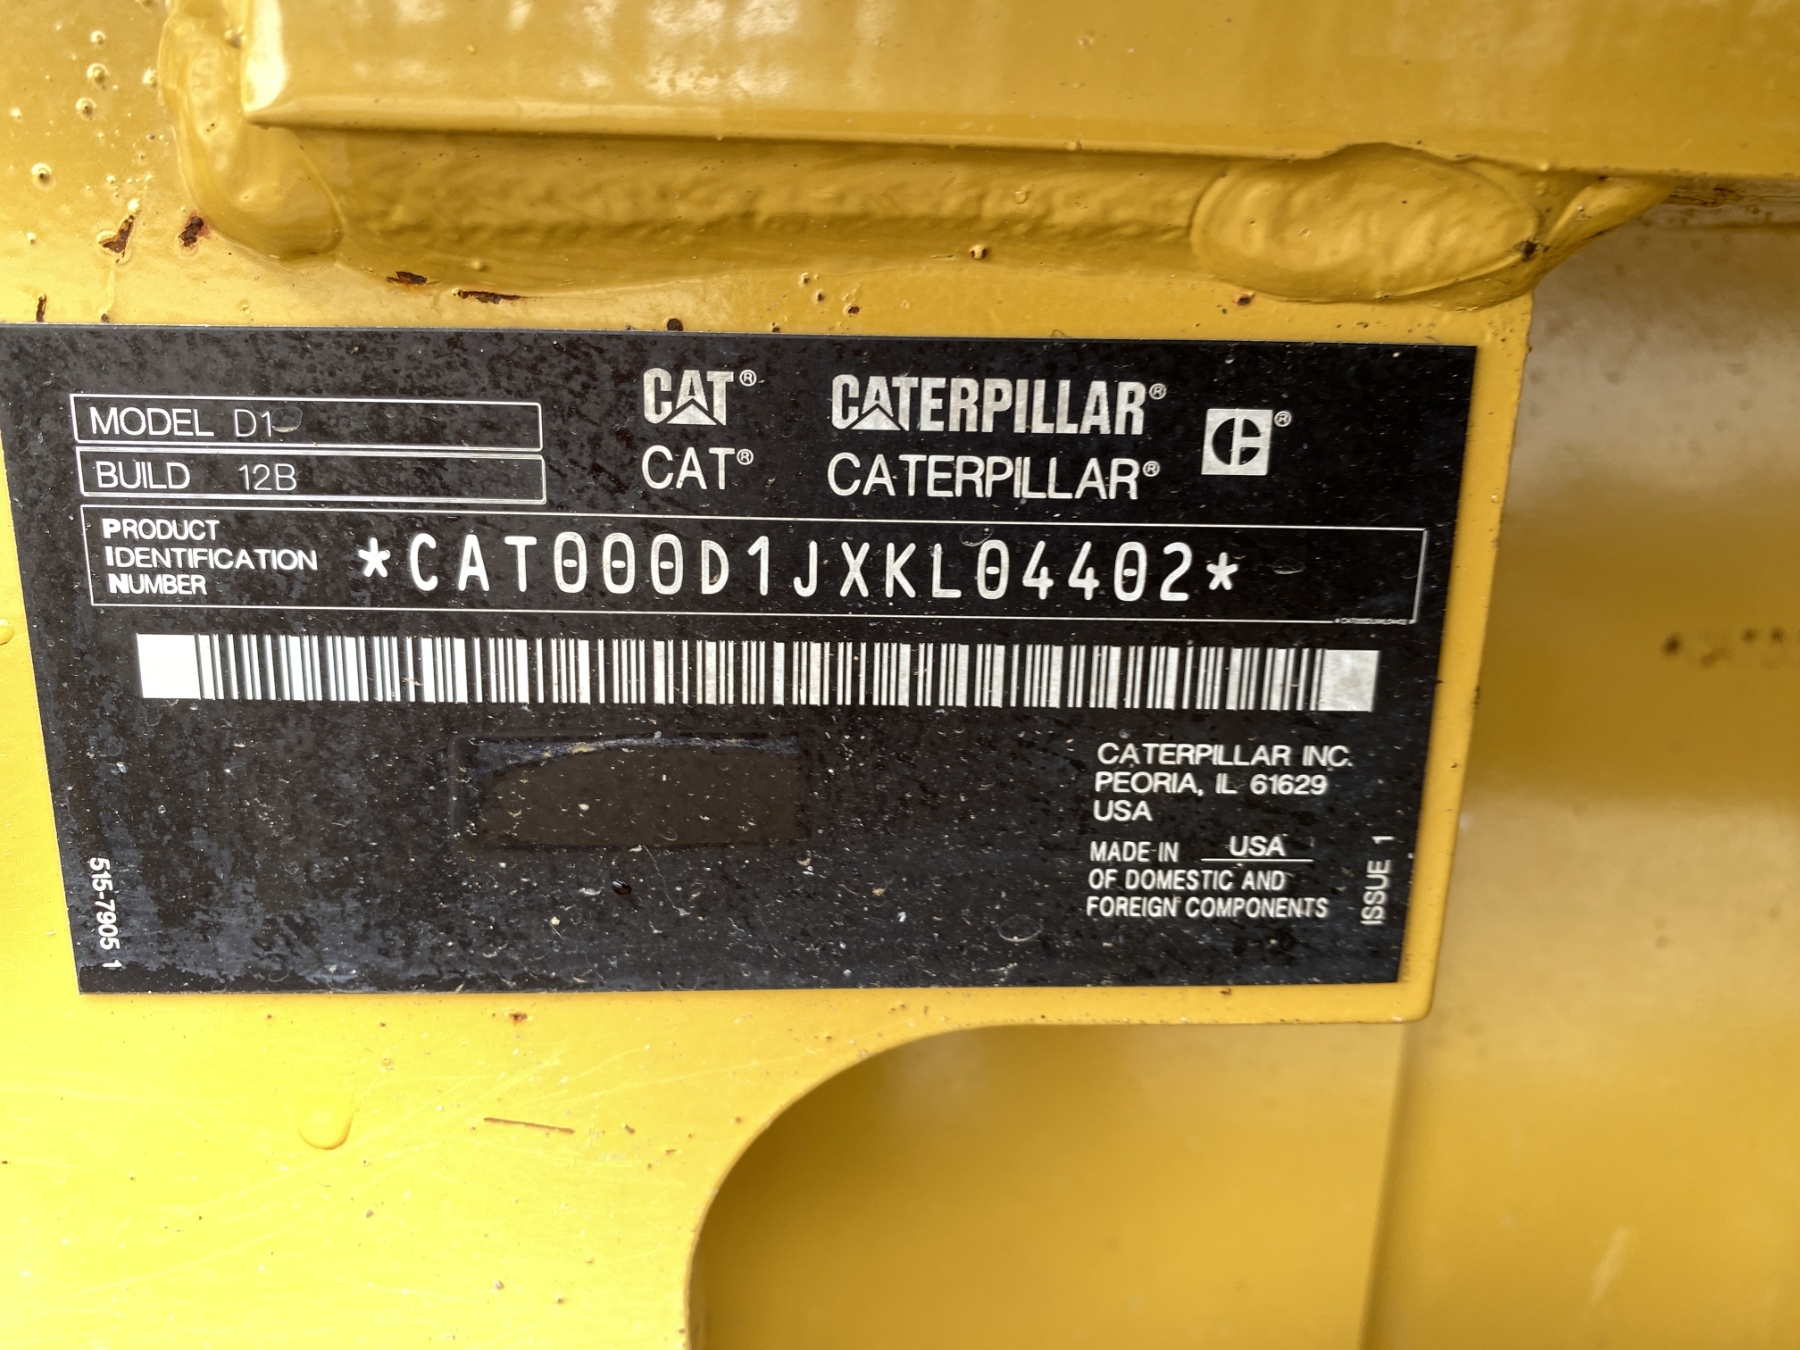 MODEL D1
BUILD 12B
CAT® CATERPILLAR®
CAT® CATERPILLAR®
PRODUCT
IDENTIFICATION
NUMBER
*CAT000D1JXKL04402*
CATERPILLAR INC.
PEORIA, IL 61629
USA
MADE IN USA
OF DOMESTIC AND
FOREIGN COMPONENTS
ISSUE 1
515-7905 1